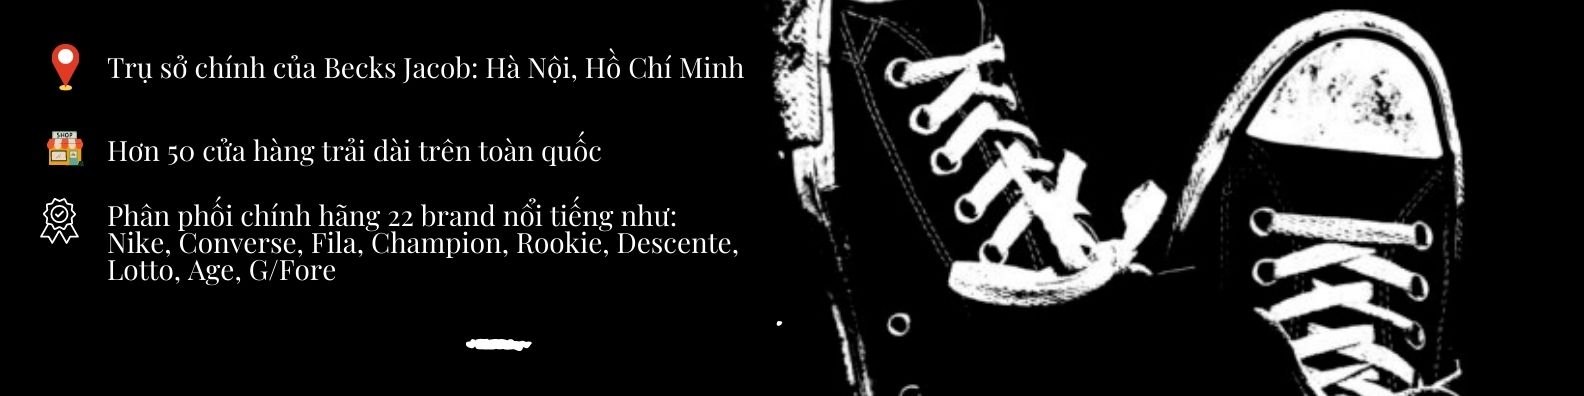 Trụ sở chính của Becks Jacob: Hà Nội, Hồ Chí Minh
SHOP
Hơn 50 cửa hàng trải dài trên toàn quốc
Phân phối chính hãng 22 brand nổi tiếng như:
Nike, Converse, Fila, Champion, Rookie, Descente,
Lotto, Age, G/Fore